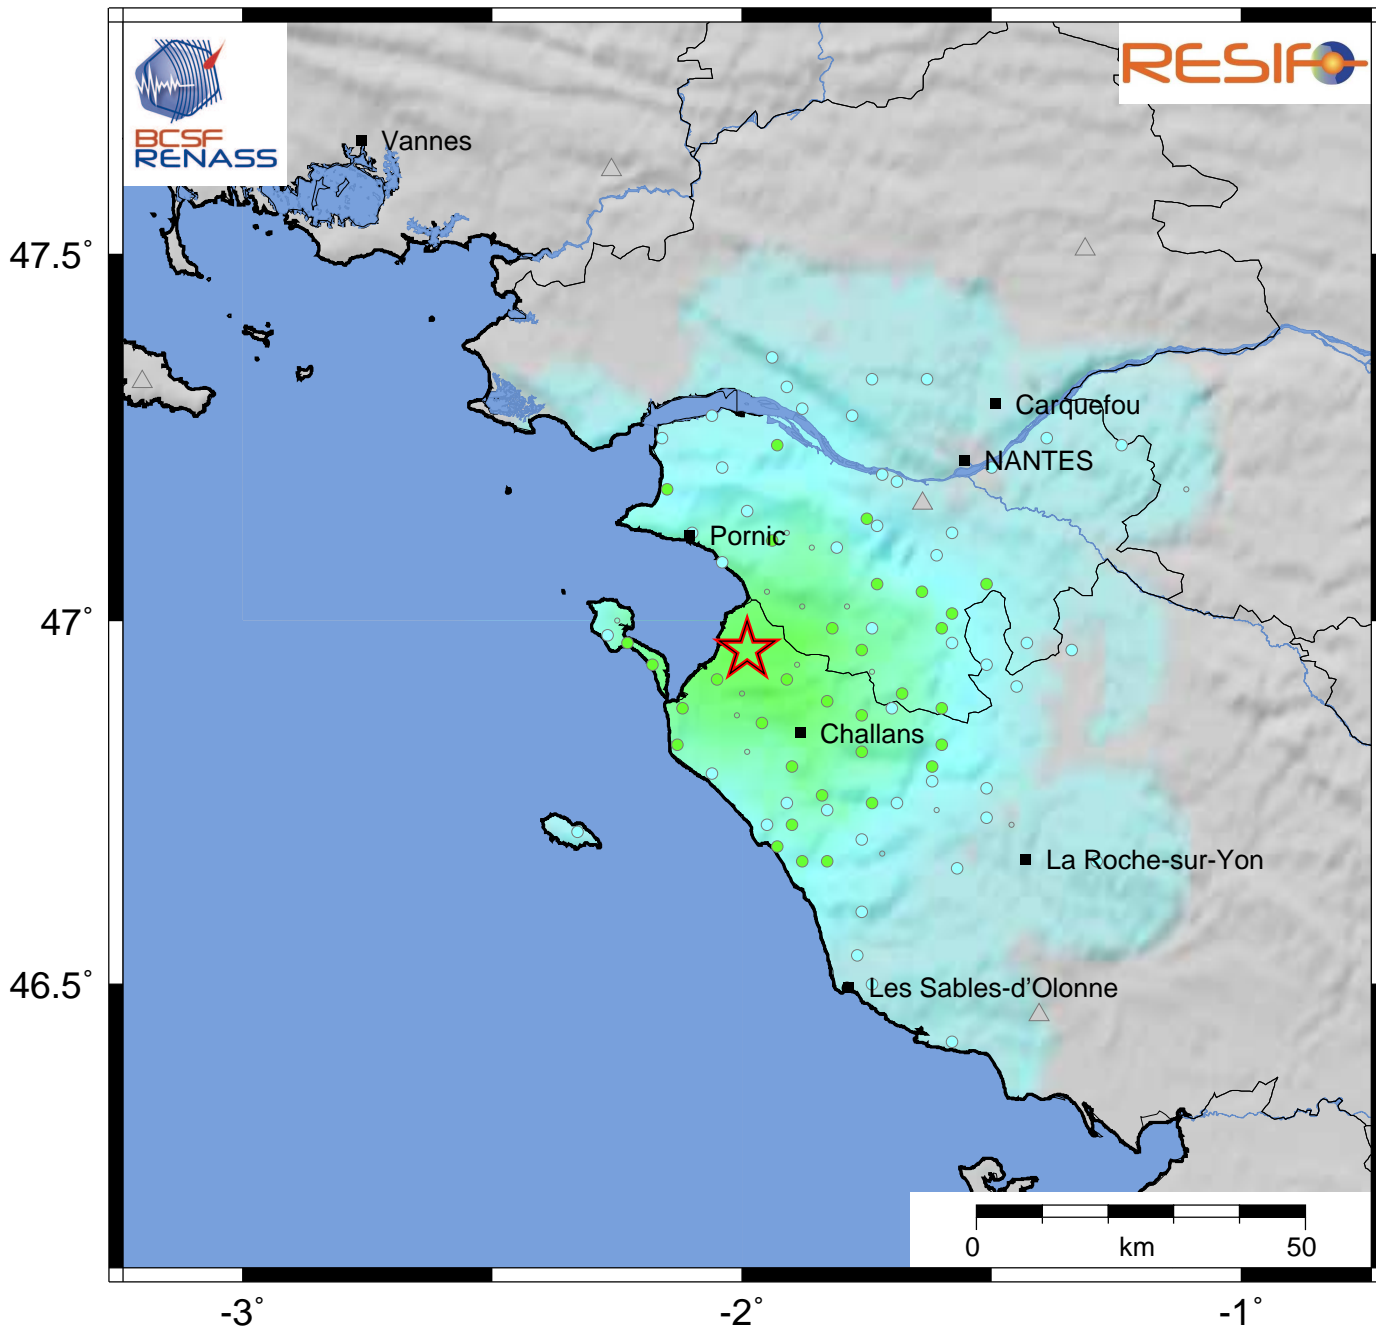 BCSF
RENASS
RESIF
Vannes
47.5°
Carquefou
NANTES
Pornic
47°
Challans
La Roche-sur-Yon
46.5°
Les Sables-d'Olonne
0 km 50
-3° -2° -1°